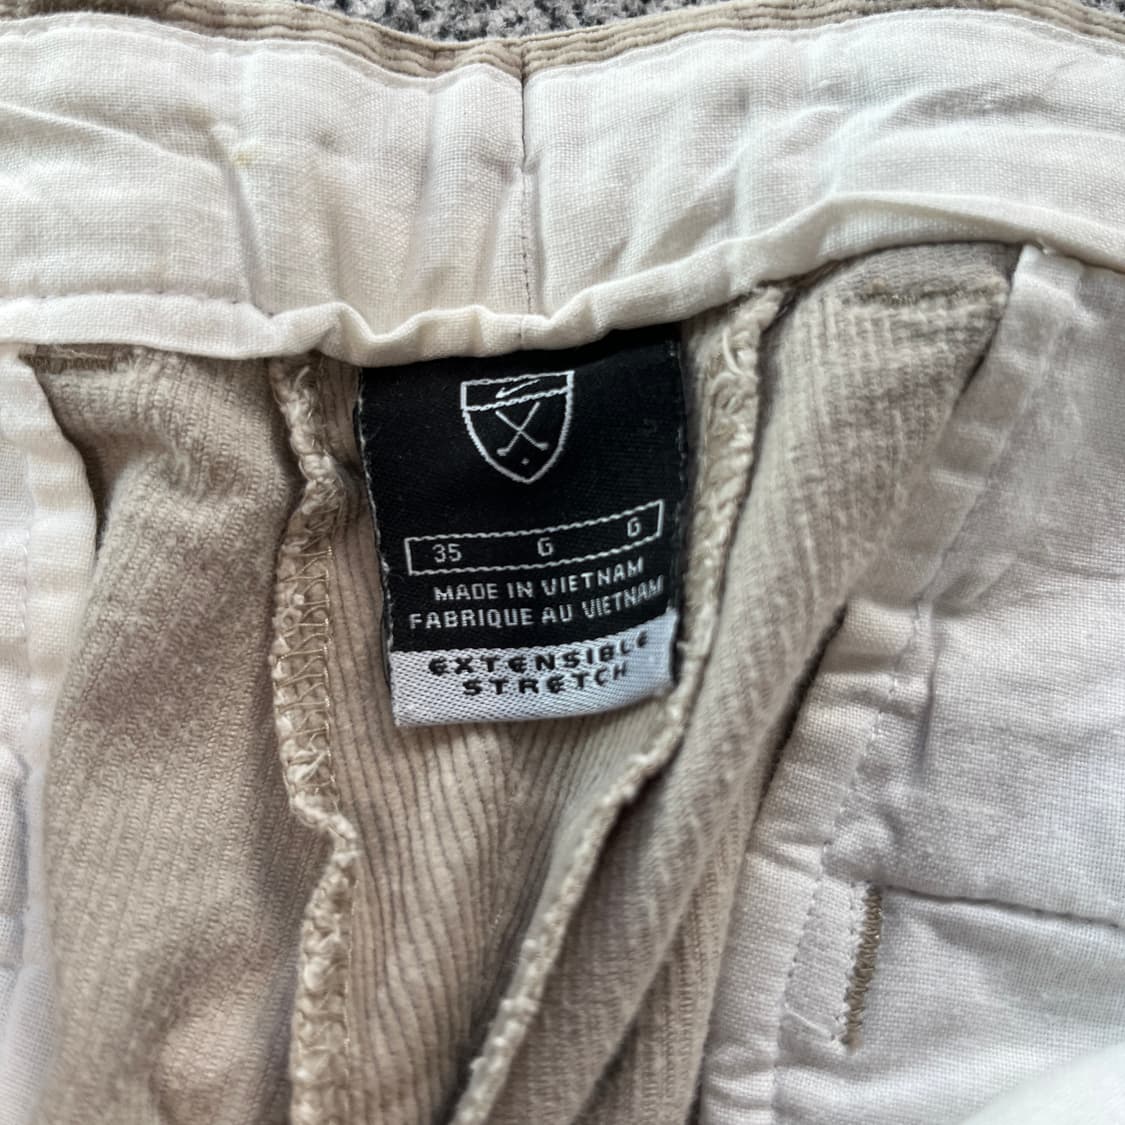 35 G G
MADE IN VIETNAM
FABRIQUE AU VIETNAM
EXTENSIBLE
STRETCH